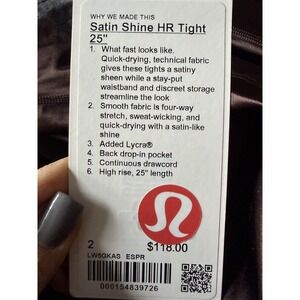 WHY WE MADE THIS
Satin Shine HR Tight
25"
1. What fast looks like.
Quick-drying, technical fabric
gives these tights a satiny
sheen while a stay-put
waistband and discreet storage
streamline the look
2. Smooth fabric is four-way
stretch, sweat-wicking, and
quick-drying with a satin-like
shine
3. Added Lycra®
4. Back drop-in pocket
5. Continuous drawcord
6. High rise, 25" length
2
$118.00
LW5GKAS ESPR
000154839726